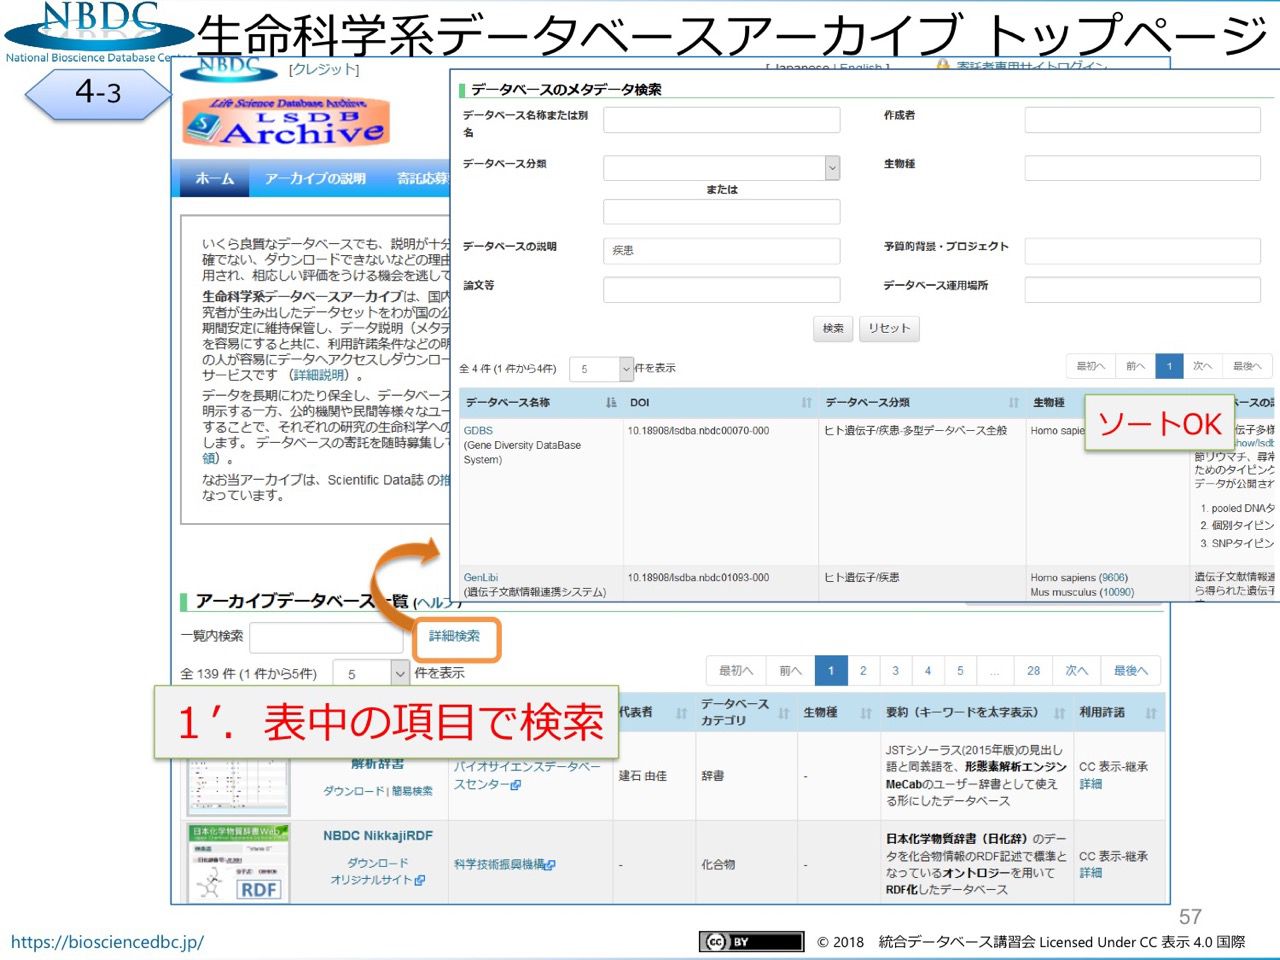 NBDC
National Bioscience Database
生命科学系データベースアーカイブ トップページ
4-3
NBDC
[クレジット]
[ Japanese | English ]
寄託者専用サイトログイン
Life Science Database Archive
LSDB
Archive
ホーム
アーカイブの説明
寄託応募
いくら良質なデータベースでも、説明が十分
確でない、ダウンロードできないなどの理由
用され、相応しい評価をうける機会を逃して
生命科学系データベースアーカイブは、国内
究者が生み出したデータセットをわが国の公
期間安定に維持保管し、データ説明（メタデ
を容易にすると共に、利用許諾条件などの明
の人が容易にデータへアクセスしダウンロー
サービスです （詳細説明）。
データを長期にわたり保全し、データベース
明示する一方、公的機関や民間等様々なユー
することで、それぞれの研究の生命科学への
します。 データベースの寄託を随時募集して
領）。
なお当アーカイブは、Scientific Data誌 の推
なっています。
データベースのメタデータ検索
データベース名称または別
名
作成者
データベース分類
生物種
または
データベースの説明
疾患
予算的背景・プロジェクト
論文等
データベース運用場所
検索
リセット
全 4 件 (1 件から4件)
5
件を表示
最初へ
前へ
1
次へ
最後へ
データベース名称
DOI
データベース分類
生物種
ースの説
ソートOK
GDBS
(Gene Diversity DataBase
System)
10.18908/lsdba.nbdc00070-000
ヒト遺伝子/疾患-多型データベース全般
Homo sapie
伝子多様
show/lsdb
節リウマチ、尋常
ためのタイピング
データが公開され
1. pooled DNAタ
2. 個別タイピン
3. SNPタイピン
GenLibi
(遺伝子文献情報連携システム)
10.18908/lsdba.nbdc01093-000
ヒト遺伝子/疾患
Homo sapiens (9606)
Mus musculus (10090)
遺伝子文献情報
ら得られた遺伝子
アーカイブデータベース一覧 (ヘルプ)
一覧内検索
詳細検索
全 139 件 (1 件から5件)
5
件を表示
最初へ
前へ
1
2
3
4
5
...
28
次へ
最後へ
1′． 表中の項目で検索
代表者
データベース
カテゴリ
生物種
要約（キーワードを太字表示）
利用許諾
解析辞書
ダウンロード | 簡易検索
バイオサイエンスデータベー
スセンター
建石 由佳
辞書
-
JSTシソーラス(2015年版)の見出し
語と同義語を、形態素解析エンジン
MeCabのユーザー辞書として使え
る形にしたデータベース
CC 表示-継承
詳細
日本化学物質辞書Web
RDF
NBDC NikkajiRDF
ダウンロード
オリジナルサイト
科学技術振興機構
-
化合物
-
日本化学物質辞書（日化辞）のデー
タを化合物情報のRDF記述で標準と
なっているオントロジーを用いて
RDF化したデータベース
CC 表示-継承
詳細
57
https://biosciencedbc.jp/
CC BY
© 2018 統合データベース講習会 Licensed Under CC 表示 4.0 国際